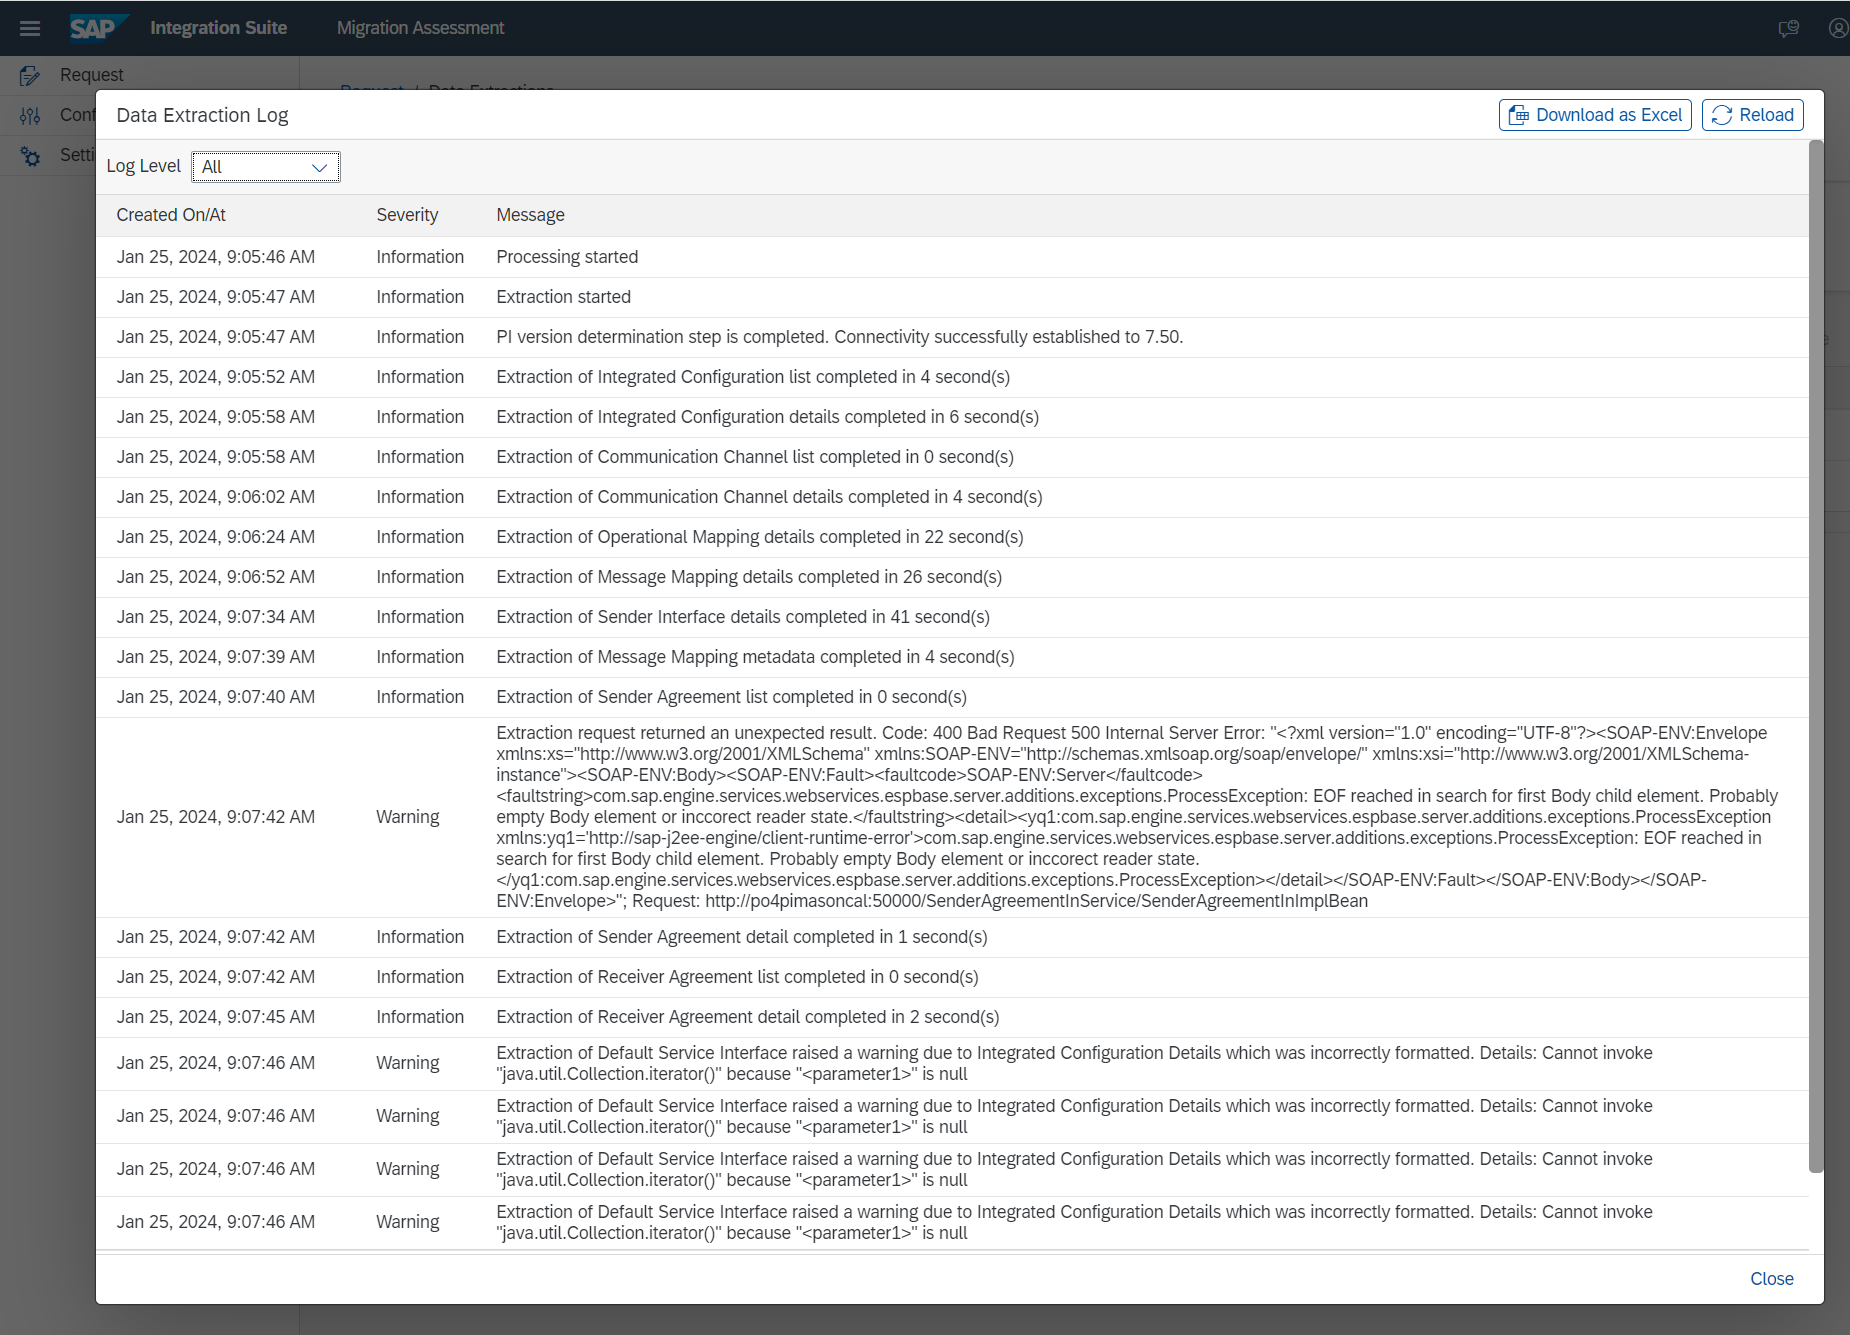 SAP Integration Suite Migration Assessment
Request
Request / Data Extractions
Conf
Setti
Data Extraction Log
Download as Excel
Reload
Log Level All
Created On/At Severity Message
Jan 25, 2024, 9:05:46 AM Information Processing started
Jan 25, 2024, 9:05:47 AM Information Extraction started
Jan 25, 2024, 9:05:47 AM Information PI version determination step is completed. Connectivity successfully established to 7.50.
Jan 25, 2024, 9:05:52 AM Information Extraction of Integrated Configuration list completed in 4 second(s)
Jan 25, 2024, 9:05:58 AM Information Extraction of Integrated Configuration details completed in 6 second(s)
Jan 25, 2024, 9:05:58 AM Information Extraction of Communication Channel list completed in 0 second(s)
Jan 25, 2024, 9:06:02 AM Information Extraction of Communication Channel details completed in 4 second(s)
Jan 25, 2024, 9:06:24 AM Information Extraction of Operational Mapping details completed in 22 second(s)
Jan 25, 2024, 9:06:52 AM Information Extraction of Message Mapping details completed in 26 second(s)
Jan 25, 2024, 9:07:34 AM Information Extraction of Sender Interface details completed in 41 second(s)
Jan 25, 2024, 9:07:39 AM Information Extraction of Message Mapping metadata completed in 4 second(s)
Jan 25, 2024, 9:07:40 AM Information Extraction of Sender Agreement list completed in 0 second(s)
Jan 25, 2024, 9:07:42 AM Warning
Extraction request returned an unexpected result. Code: 400 Bad Request 500 Internal Server Error: "<?xml version="1.0" encoding="UTF-8"?><SOAP-ENV:Envelope
xmlns:xs="http://www.w3.org/2001/XMLSchema" xmlns:SOAP-ENV="http://schemas.xmlsoap.org/soap/envelope/" xmlns:xsi="http://www.w3.org/2001/XMLSchema-
instance"><SOAP-ENV:Body><SOAP-ENV:Fault><faultcode>SOAP-ENV:Server</faultcode>
<faultstring>com.sap.engine.services.webservices.espbase.server.additions.exceptions.ProcessException: EOF reached in search for first Body child element. Probably
empty Body element or inccorect reader state.</faultstring><detail><yq1:com.sap.engine.services.webservices.espbase.server.additions.exceptions.ProcessException
xmlns:yq1='http://sap-j2ee-engine/client-runtime-error'>com.sap.engine.services.webservices.espbase.server.additions.exceptions.ProcessException: EOF reached in
search for first Body child element. Probably empty Body element or inccorect reader state.
</yq1:com.sap.engine.services.webservices.espbase.server.additions.exceptions.ProcessException></detail></SOAP-ENV:Fault></SOAP-ENV:Body></SOAP-
ENV:Envelope>"; Request: http://po4pimasoncal:50000/SenderAgreementInService/SenderAgreementInImplBean
Jan 25, 2024, 9:07:42 AM Information Extraction of Sender Agreement detail completed in 1 second(s)
Jan 25, 2024, 9:07:42 AM Information Extraction of Receiver Agreement list completed in 0 second(s)
Jan 25, 2024, 9:07:45 AM Information Extraction of Receiver Agreement detail completed in 2 second(s)
Jan 25, 2024, 9:07:46 AM Warning Extraction of Default Service Interface raised a warning due to Integrated Configuration Details which was incorrectly formatted. Details: Cannot invoke
"java.util.Collection.iterator()" because "<parameter1>" is null
Jan 25, 2024, 9:07:46 AM Warning Extraction of Default Service Interface raised a warning due to Integrated Configuration Details which was incorrectly formatted. Details: Cannot invoke
"java.util.Collection.iterator()" because "<parameter1>" is null
Jan 25, 2024, 9:07:46 AM Warning Extraction of Default Service Interface raised a warning due to Integrated Configuration Details which was incorrectly formatted. Details: Cannot invoke
"java.util.Collection.iterator()" because "<parameter1>" is null
Jan 25, 2024, 9:07:46 AM Warning Extraction of Default Service Interface raised a warning due to Integrated Configuration Details which was incorrectly formatted. Details: Cannot invoke
"java.util.Collection.iterator()" because "<parameter1>" is null
Close